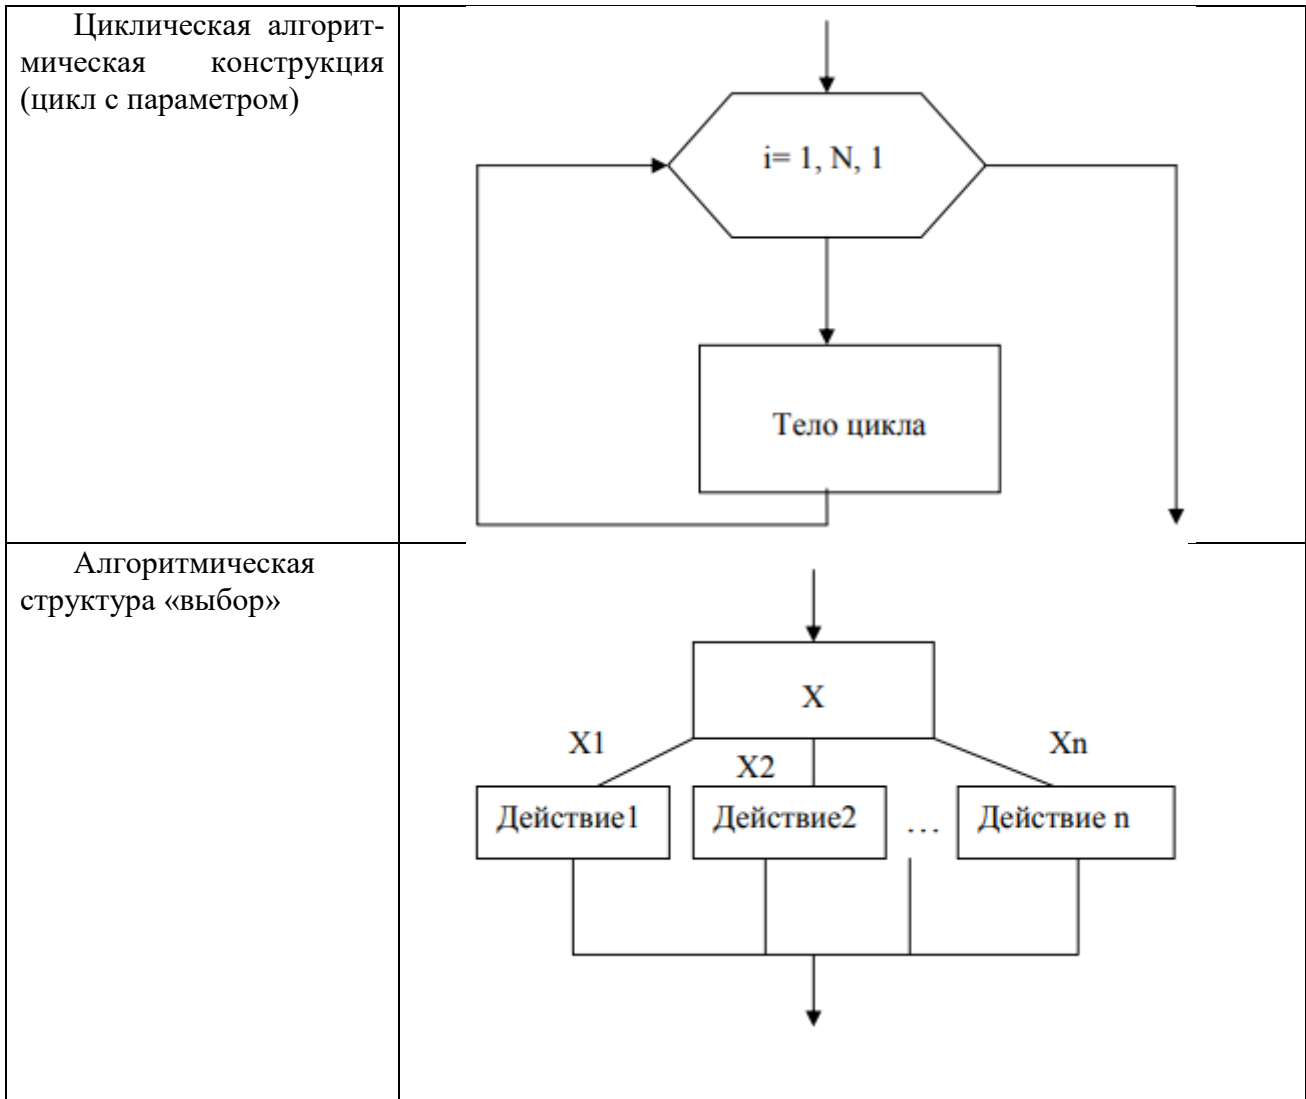 Циклическая алгорит-
мическая конструкция
(цикл с параметром)
i= 1, N, 1
Тело цикла
Алгоритмическая
структура «выбор»
X
X1
X2
Xn
Действие1
Действие2
…
Действие n